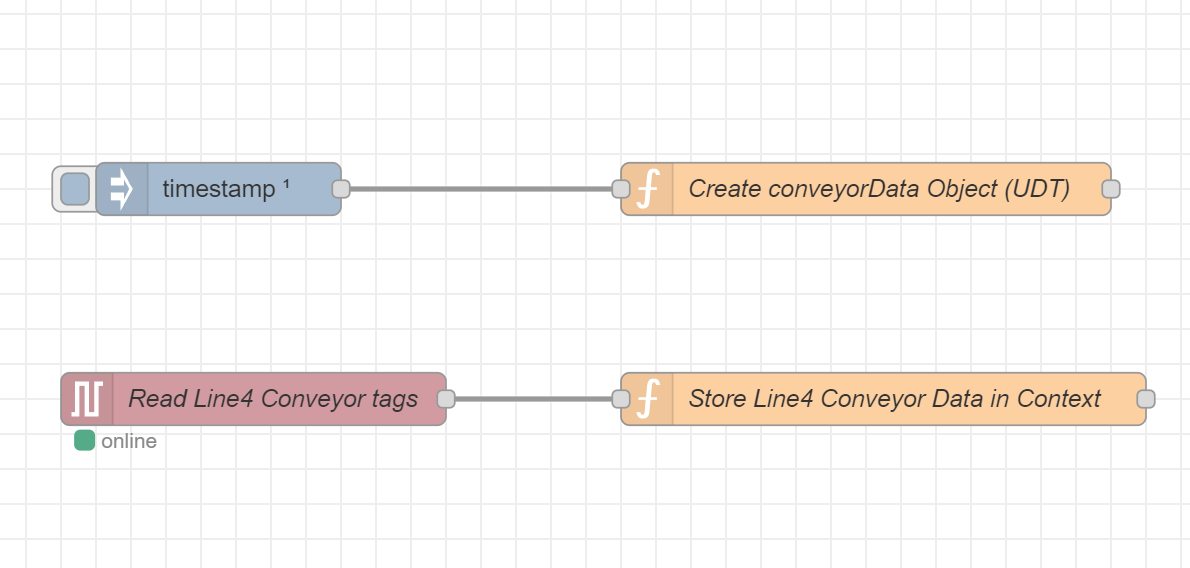 timestamp ¹
Create conveyorData Object (UDT)
Read Line4 Conveyor tags
Store Line4 Conveyor Data in Context
online